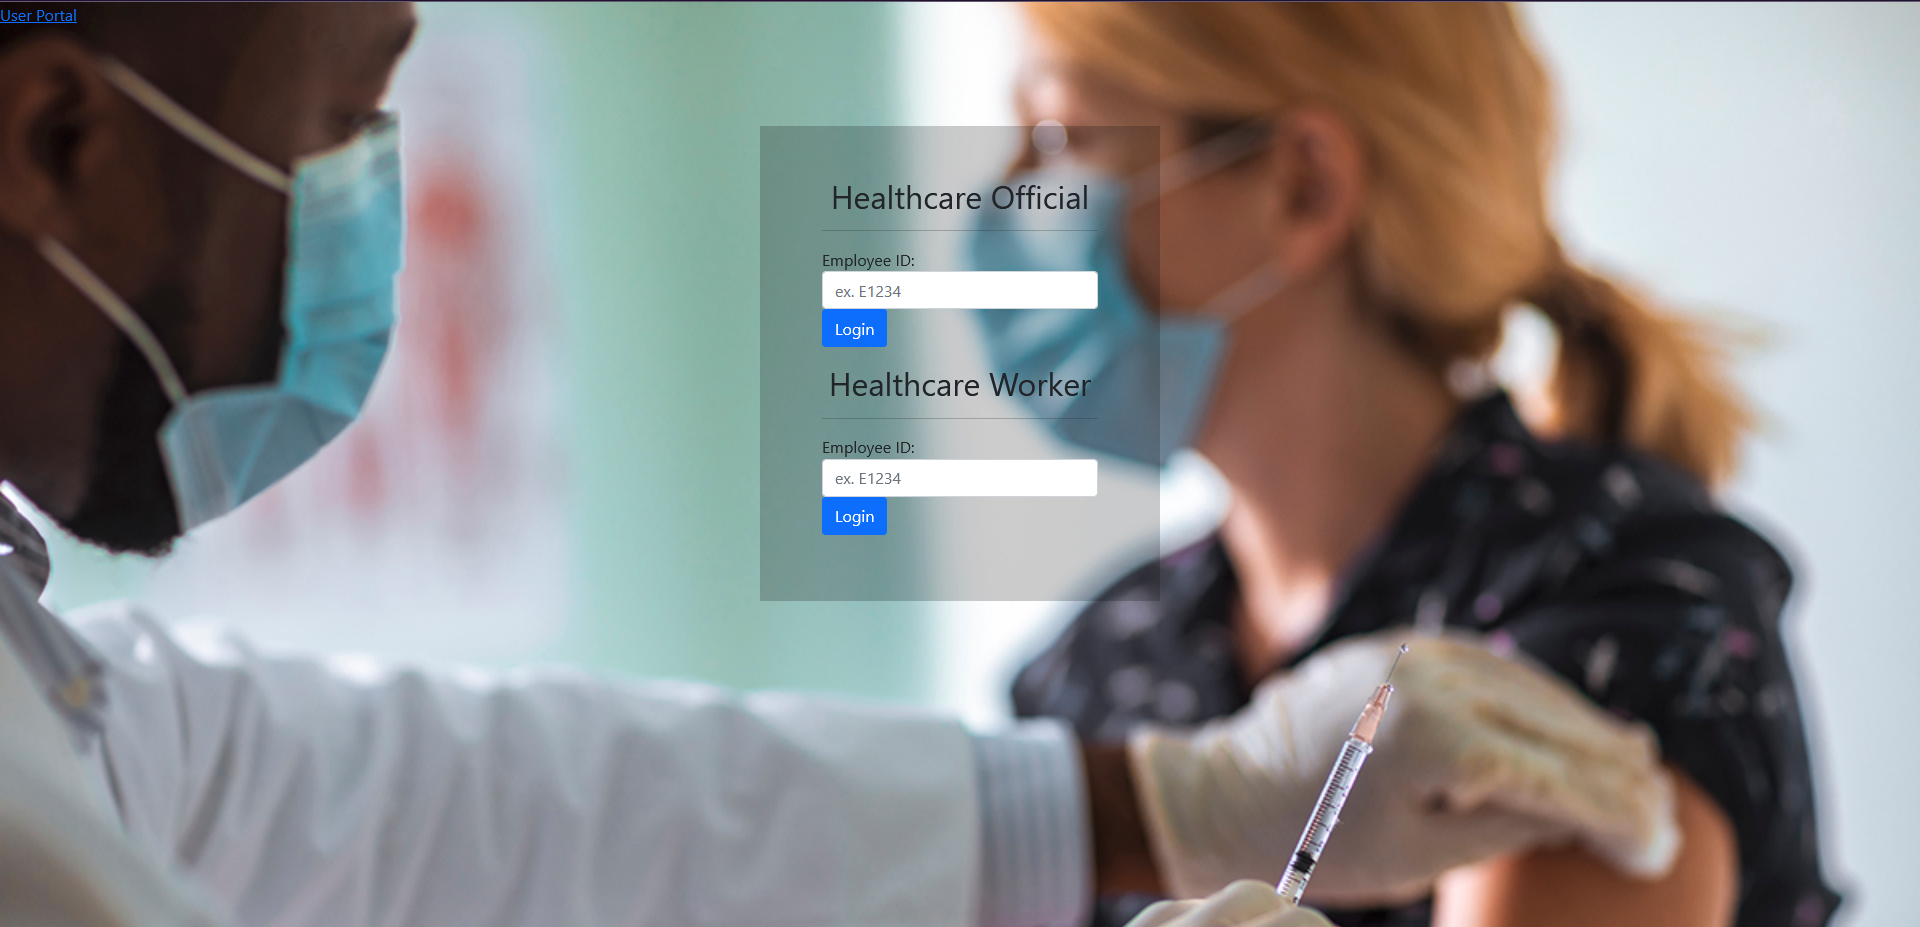 User Portal
Healthcare Official
Employee ID:
ex. E1234
Login
Healthcare Worker
Employee ID:
ex. E1234
Login